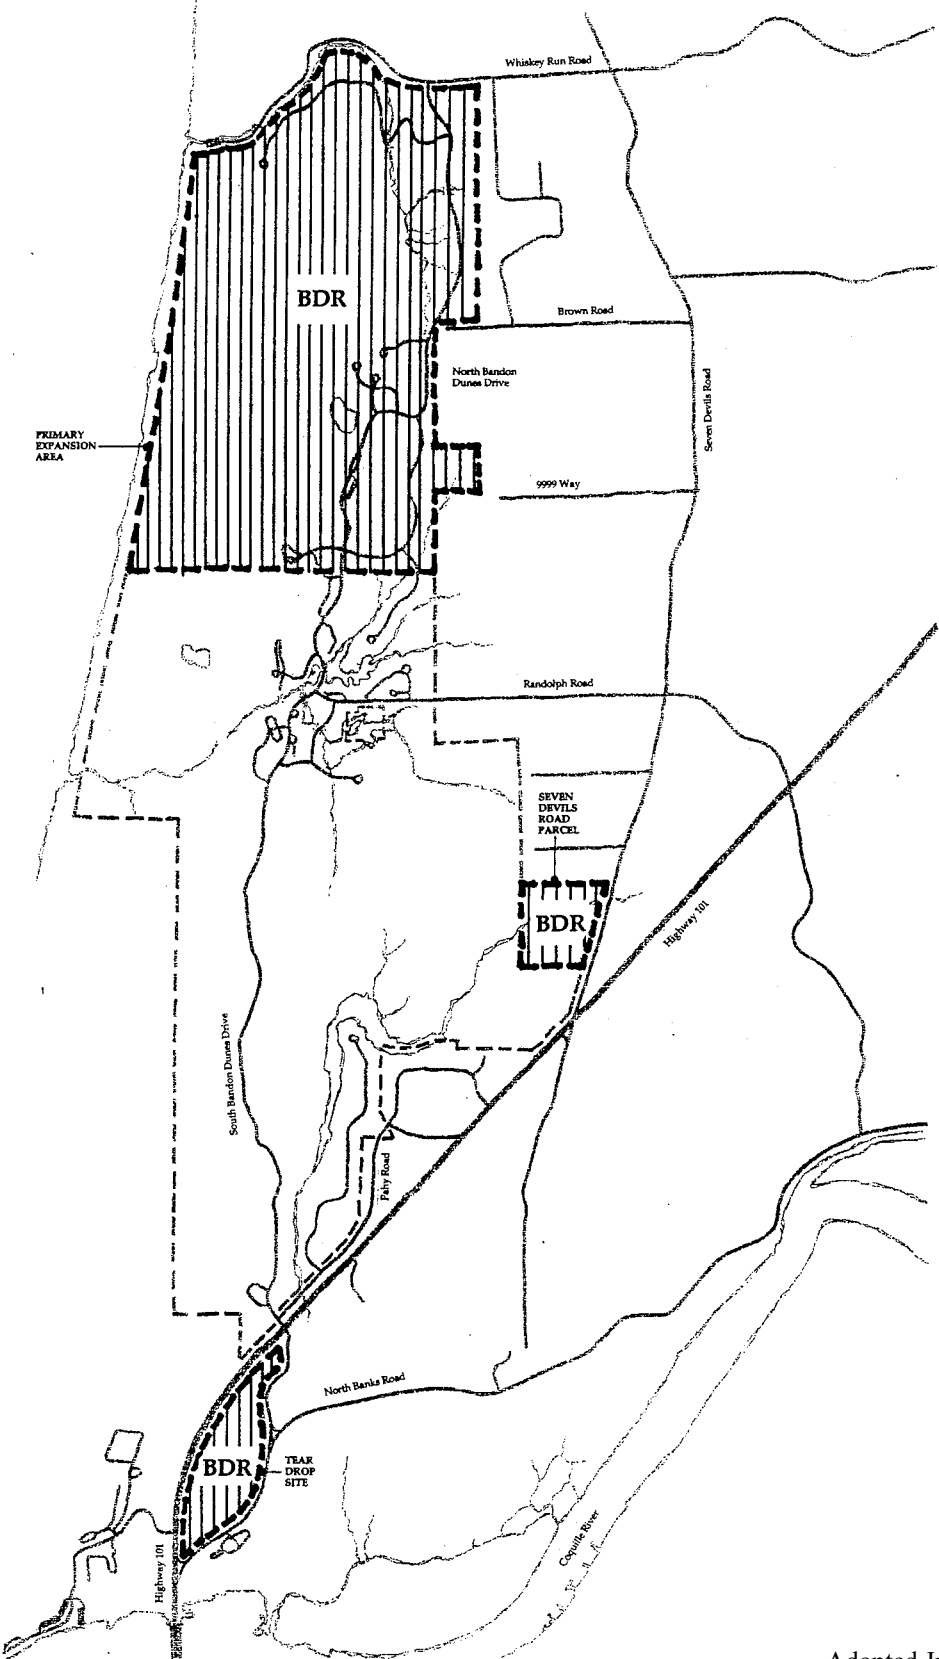 Whiskey Run Road
BDR
Brown Road
North Bandon
Dunes Drive
Seven Devils Road
PRIMARY
EXPANSION
AREA
9999 Way
Randolph Road
SEVEN
DEVILS
ROAD
PARCEL
BDR
Highway 101
South Bandon Dunes Drive
Fahy Road
North Banks Road
BDR
TEAR
DROP
SITE
Coquille River
Highway 101
Adopted